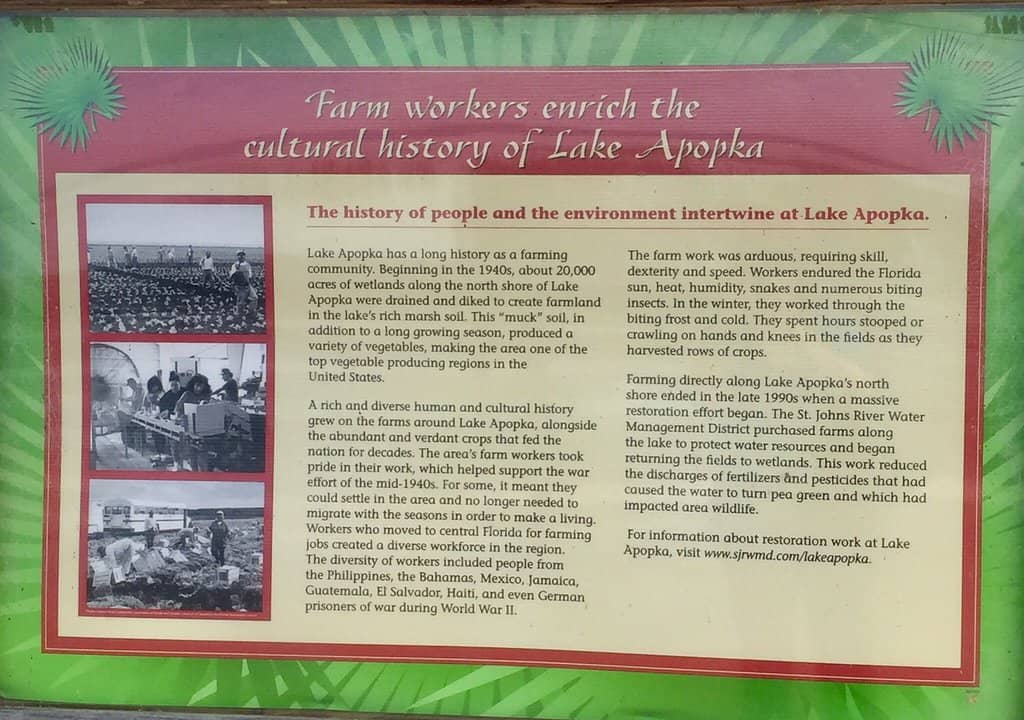 Farm workers enrich the
cultural history of Lake Apopka
The history of people and the environment intertwine at Lake Apopka.
Lake Apopka has a long history as a farming
community. Beginning in the 1940s, about 20,000
acres of wetlands along the north shore of Lake
Apopka were drained and diked to create farmland
in the lake's rich marsh soil. This "muck" soil, in
addition to a long growing season, produced a
variety of vegetables, making the area one of the
top vegetable producing regions in the
United States.
A rich and diverse human and cultural history
grew on the farms around Lake Apopka, alongside
the abundant and verdant crops that fed the
nation for decades. The area's farm workers took
pride in their work, which helped support the war
effort of the mid-1940s. For some, it meant they
could settle in the area and no longer needed to
migrate with the seasons in order to make a living.
Workers who moved to central Florida for farming
jobs created a diverse workforce in the region.
The diversity of workers included people from
the Philippines, the Bahamas, Mexico, Jamaica,
Guatemala, El Salvador, Haiti, and even German
prisoners of war during World War II.
The farm work was arduous, requiring skill,
dexterity and speed. Workers endured the Florida
sun, heat, humidity, snakes and numerous biting
insects. In the winter, they worked through the
biting frost and cold. They spent hours stooped or
crawling on hands and knees in the fields as they
harvested rows of crops.
Farming directly along Lake Apopka's north
shore ended in the late 1990s when a massive
restoration effort began. The St. Johns River Water
Management District purchased farms along
the lake to protect water resources and began
returning the fields to wetlands. This work reduced
the discharges of fertilizers and pesticides that had
caused the water to turn pea green and which had
impacted area wildlife.
For information about restoration work at Lake
Apopka, visit www.sjrwmd.com/lakeapopka.